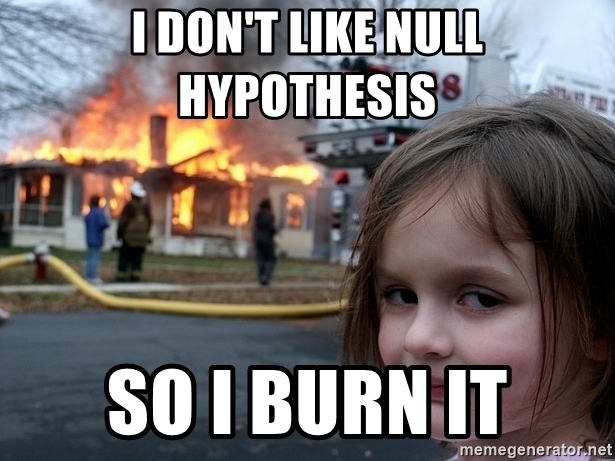 I DON'T LIKE NULL
HYPOTHESIS
SO I BURN IT
memegenerator.net